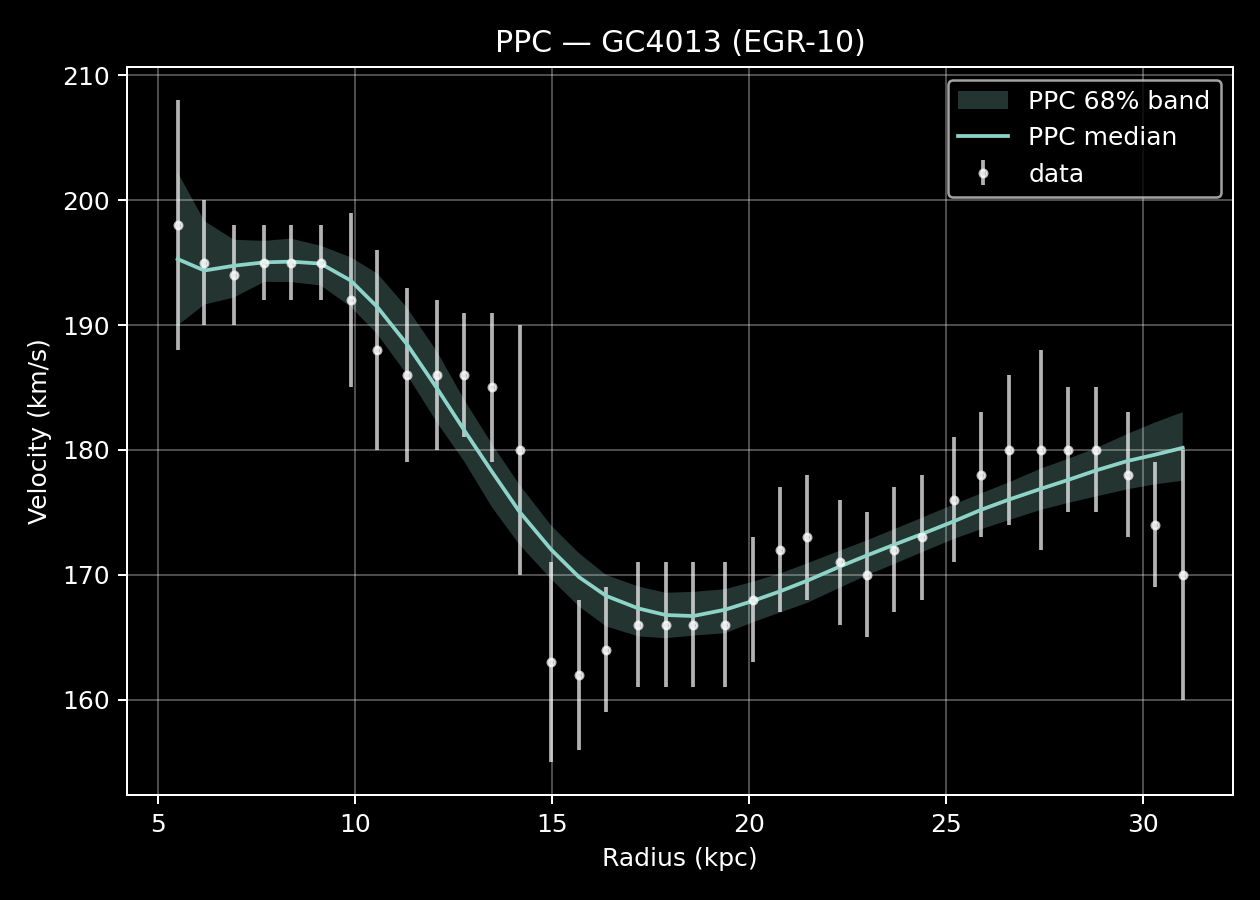 PPC — GC4013 (EGR-10)
210
200
190
180
170
160
Velocity (km/s)
PPC 68% band
PPC median
data
5
10
15
20
25
30
Radius (kpc)